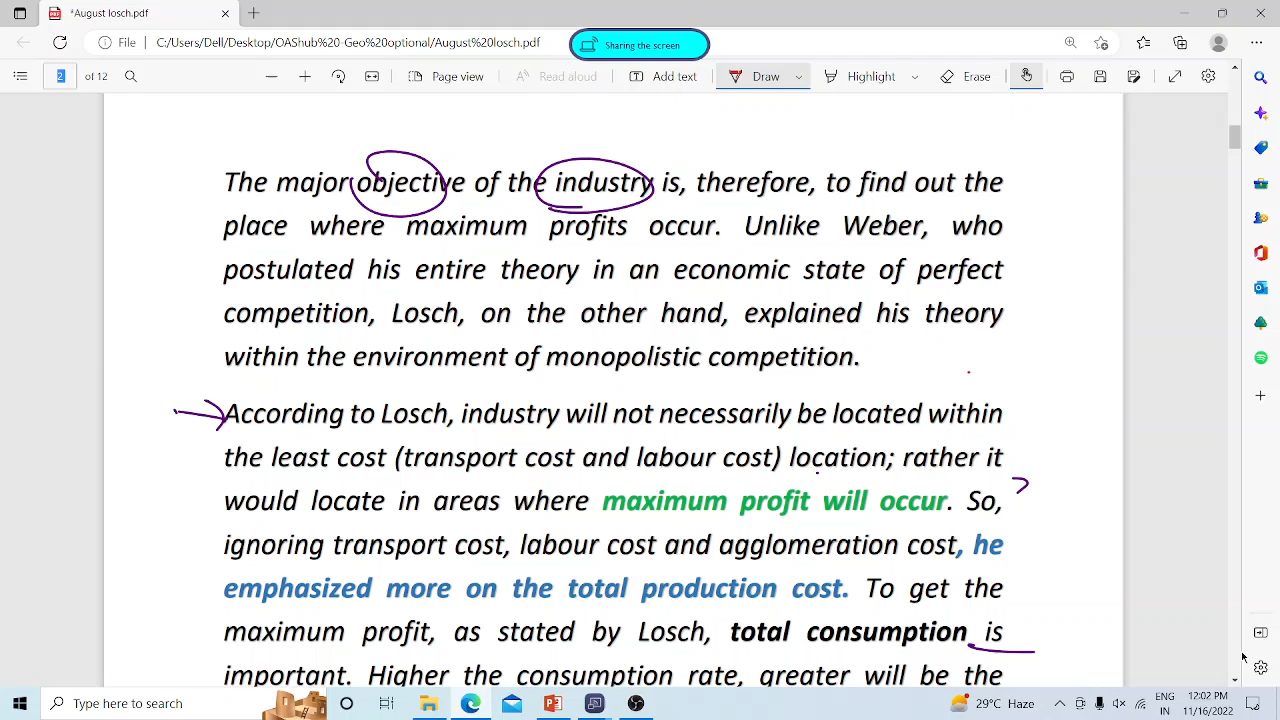 *August losch.pdf
File C:/Users/Dell/Desktop/OAShub%20-%20Geo%20optional/August%20losch.pdf
Sharing the screen
2 of 12 Page view Read aloud Add text Draw Highlight Erase
The major objective of the industry is, therefore, to find out the
place where maximum profits occur. Unlike Weber, who
postulated his entire theory in an economic state of perfect
competition, Losch, on the other hand, explained his theory
within the environment of monopolistic competition.
According to Losch, industry will not necessarily be located within
the least cost (transport cost and labour cost) location; rather it
would locate in areas where maximum profit will occur. So,
ignoring transport cost, labour cost and agglomeration cost, he
emphasized more on the total production cost. To get the
maximum profit, as stated by Losch, total consumption is
important. Higher the consumption rate, greater will be the
Type here to search
29°C Haze
ENG
IN
12:02 PM
11/16/2022